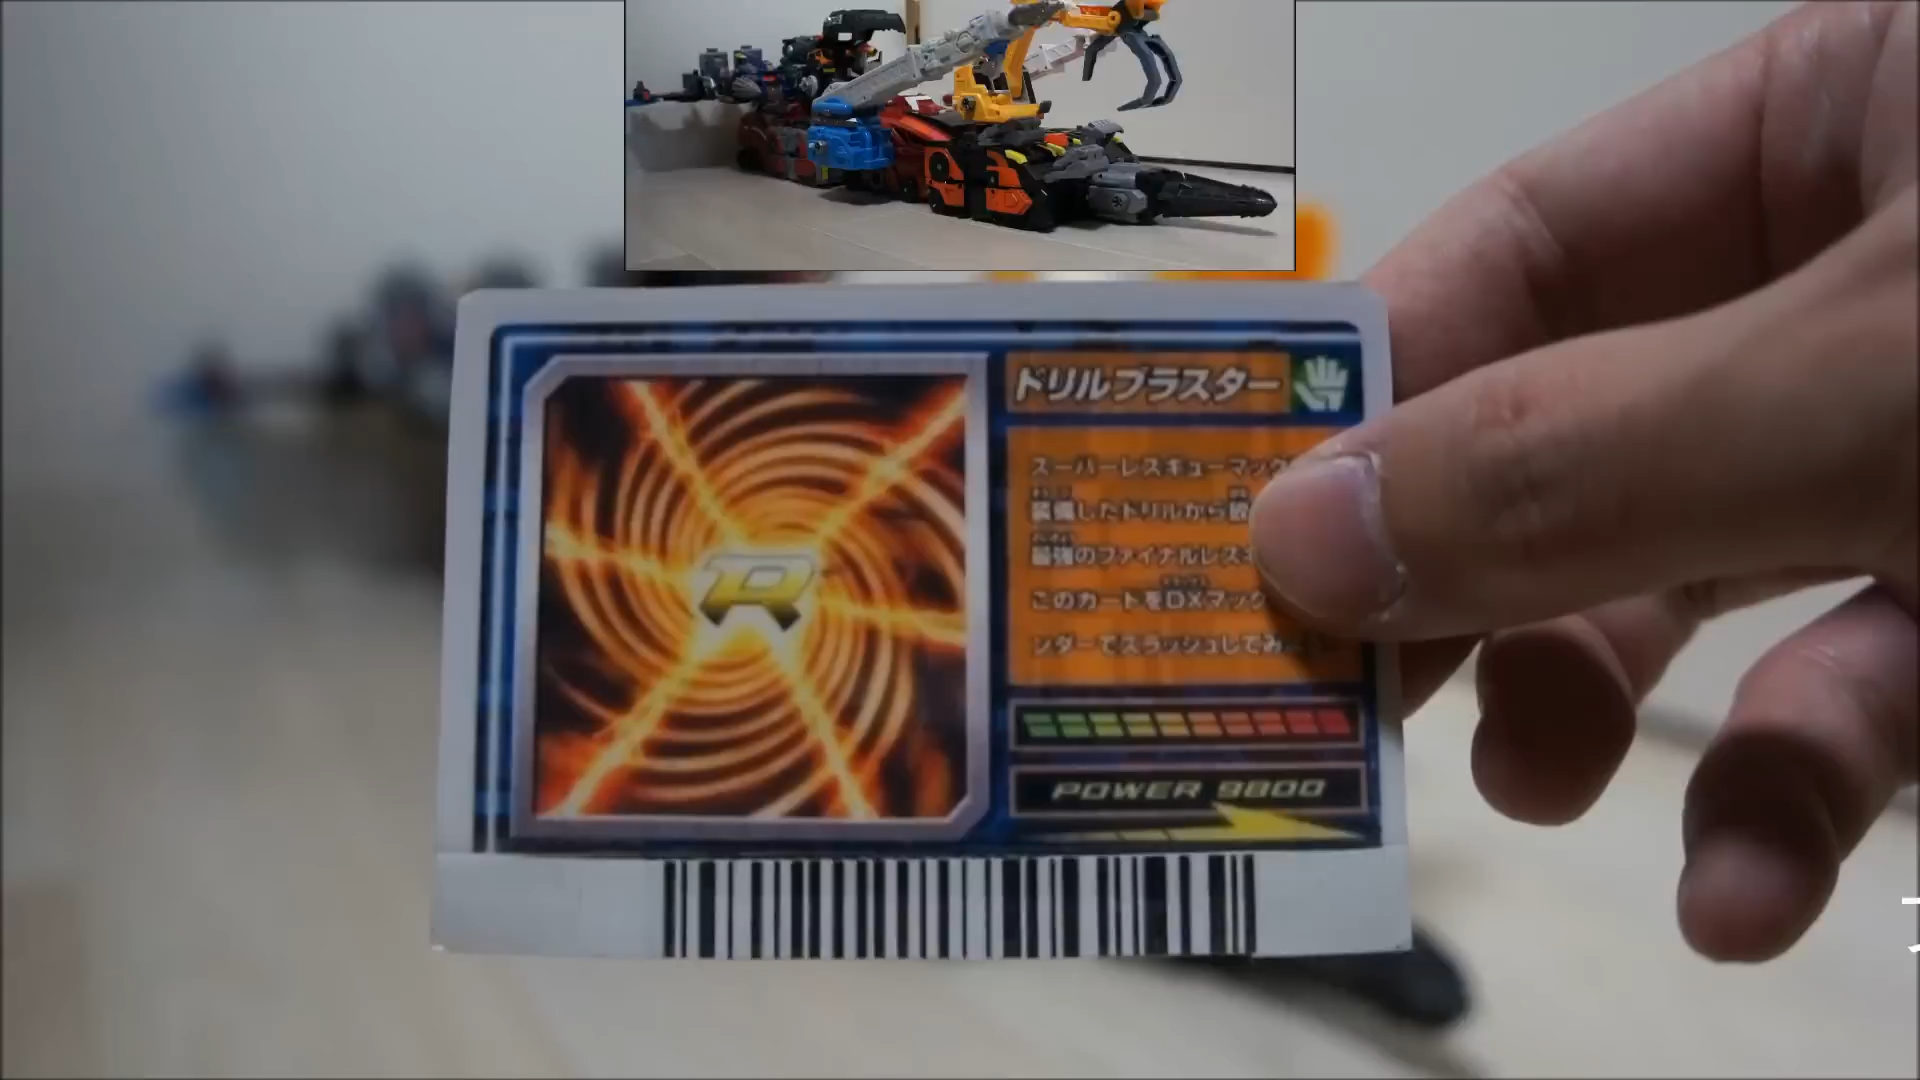 ドリルブラスター
スーパーレスキューマック
装備したドリルから
最強のファイナルレス
このカードをDXマック
ンダーでスラッシュしてみ
R
POWER 9800